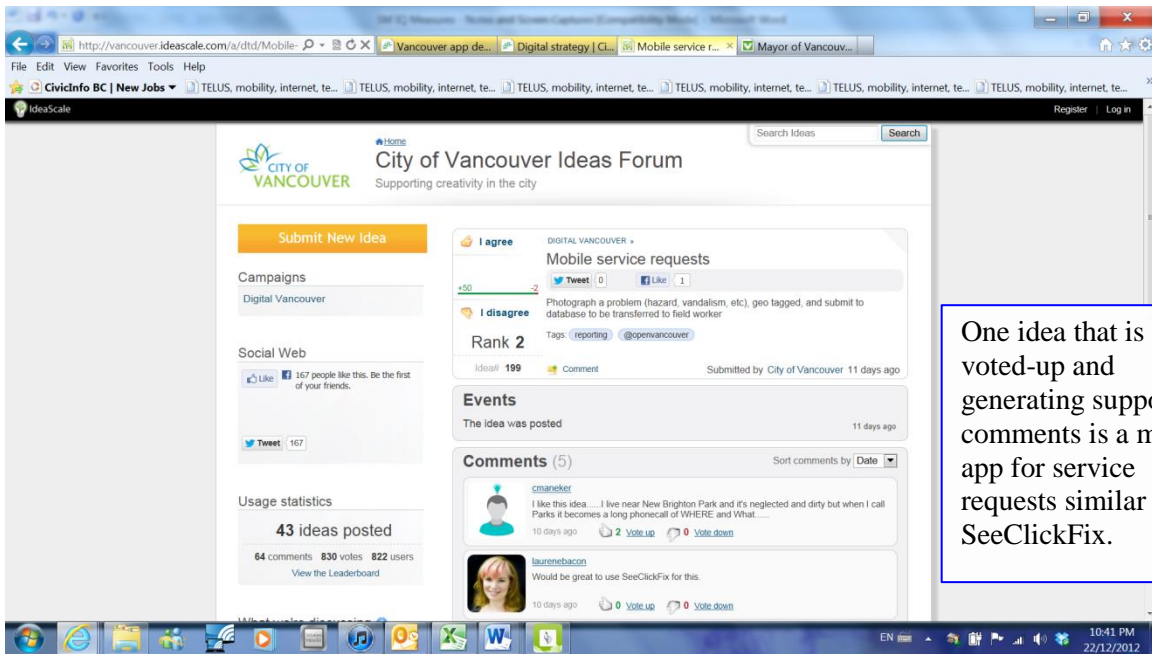 http://vancouver.ideascale.com/a/dtd/Mobile-
Vancouver app de...
Digital strategy | Ci...
Mobile service r...
Mayor of Vancouv...
File Edit View Favorites Tools Help
CivicInfo BC | New Jobs
TELUS, mobility, internet, te...
TELUS, mobility, internet, te...
TELUS, mobility, internet, te...
TELUS, mobility, internet, te...
TELUS, mobility, internet, te...
TELUS, mobility, internet, te...
IdeaScale
Register | Log in
Search Ideas
Search
CITY OF
VANCOUVER
Home
City of Vancouver Ideas Forum
Supporting creativity in the city
Submit New Idea
Campaigns
Digital Vancouver
Social Web
Like 167 people like this. Be the first
of your friends.
Tweet 167
Usage statistics
43 ideas posted
64 comments 830 votes 822 users
View the Leaderboard
I agree
+50 -2
I disagree
Rank 2
Idea# 199
DIGITAL VANCOUVER »
Mobile service requests
Tweet 0 Like 1
Photograph a problem (hazard, vandalism, etc), geo tagged, and submit to
database to be transferred to field worker
Tags: reporting @openvancouver
Comment
Submitted by City of Vancouver 11 days ago
Events
The idea was posted
11 days ago
Comments (5)
Sort comments by Date
cmaneker
I like this idea......I live near New Brighton Park and it's neglected and dirty but when I call
Parks it becomes a long phonecall of WHERE and What......
10 days ago 2 Vote up 0 Vote down
laurenebacon
Would be great to use SeeClickFix for this.
10 days ago 0 Vote up 0 Vote down
One idea that is
voted-up and
generating suppo
comments is a m
app for service
requests similar
SeeClickFix.
EN
10:41 PM
22/12/2012